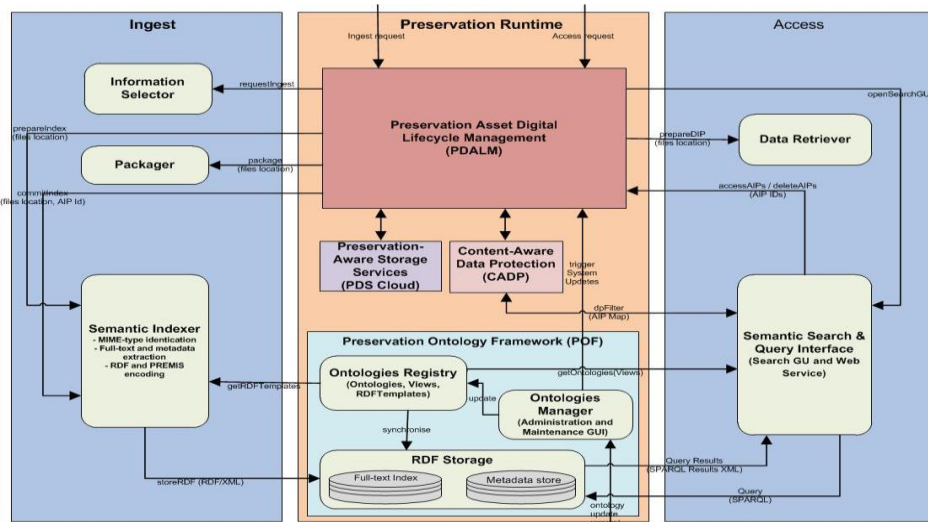 Ingest
Preservation Runtime
Access
Ingest request
Access request
Information
Selector
requestIngest
openSearchGU
prepareIndex
(files location)
Preservation Asset Digital
Lifecycle Management
(PDALM)
prepareDIP
(files location)
Data Retriever
Packager
package
(files location)
commitIndex
(files location, AIP Id)
accessAIPs / deleteAIPs
(AIP IDs)
Preservation-
Aware Storage
Services
(PDS Cloud)
Content-Aware
Data Protection
(CADP)
trigger
System
Updetes
dpFilter
(AIP Map)
Semantic Indexer
- MIME-type identication
- Full-text and metadata
extraction
- RDF and PREMIS
encoding
Semantic Search &
Query Interface
(Search GU and Web
Service)
Preservation Ontology Framework (POF)
Ontologies Registry
(Ontologies, Views,
RDFTemplates)
getOntologies(Views)
getRDFTemplates
update
Ontologies
Manager
(Administration and
Maintenance GUI)
synchronise
RDF Storage
Full-text Index
Metadata store
Query Results
(SPARQL Results XML)
storeRDF (RDF/XML)
Query
(SPARQL)
ontology
update